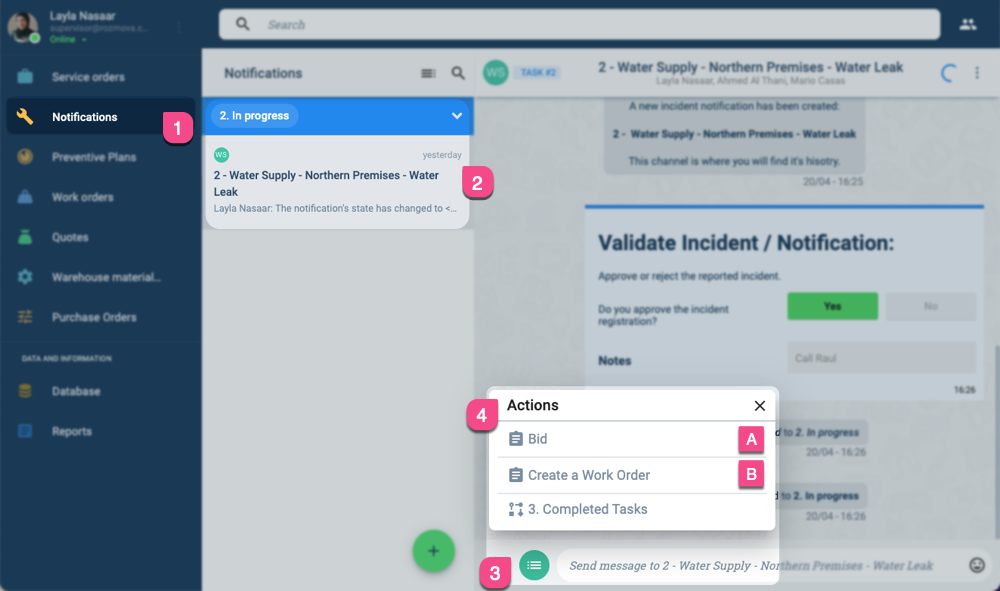 Layla Nasaar
supervisor@rozmova.c...
Online
Search
Service orders
Notifications
1
Preventive Plans
Work orders
Quotes
Warehouse material...
Purchase Orders
DATA AND INFORMATION
Database
Reports
Notifications
2. In progress
WS
yesterday
2 - Water Supply - Northern Premises - Water
Leak
Layla Nasaar: The notification's state has changed to <...
2
WS
TASK #2
2 - Water Supply - Northern Premises - Water Leak
Layla Nasaar, Ahmed Al Thani, Mario Casas
A new incident notification has been created:
2 - Water Supply - Northern Premises - Water Leak
This channel is where you will find it's hisotry.
20/04 - 16:25
Validate Incident / Notification:
Approve or reject the reported incident.
Do you approve the incident
registration?
Yes
No
Notes
Call Raul
16:26
d to 2. In progress
20/04 - 16:26
d to 2. In progress
20/04 - 16:26
4
Actions
Bid
A
Create a Work Order
B
3. Completed Tasks
3
Send message to 2 - Water Supply - Northern Premises - Water Leak